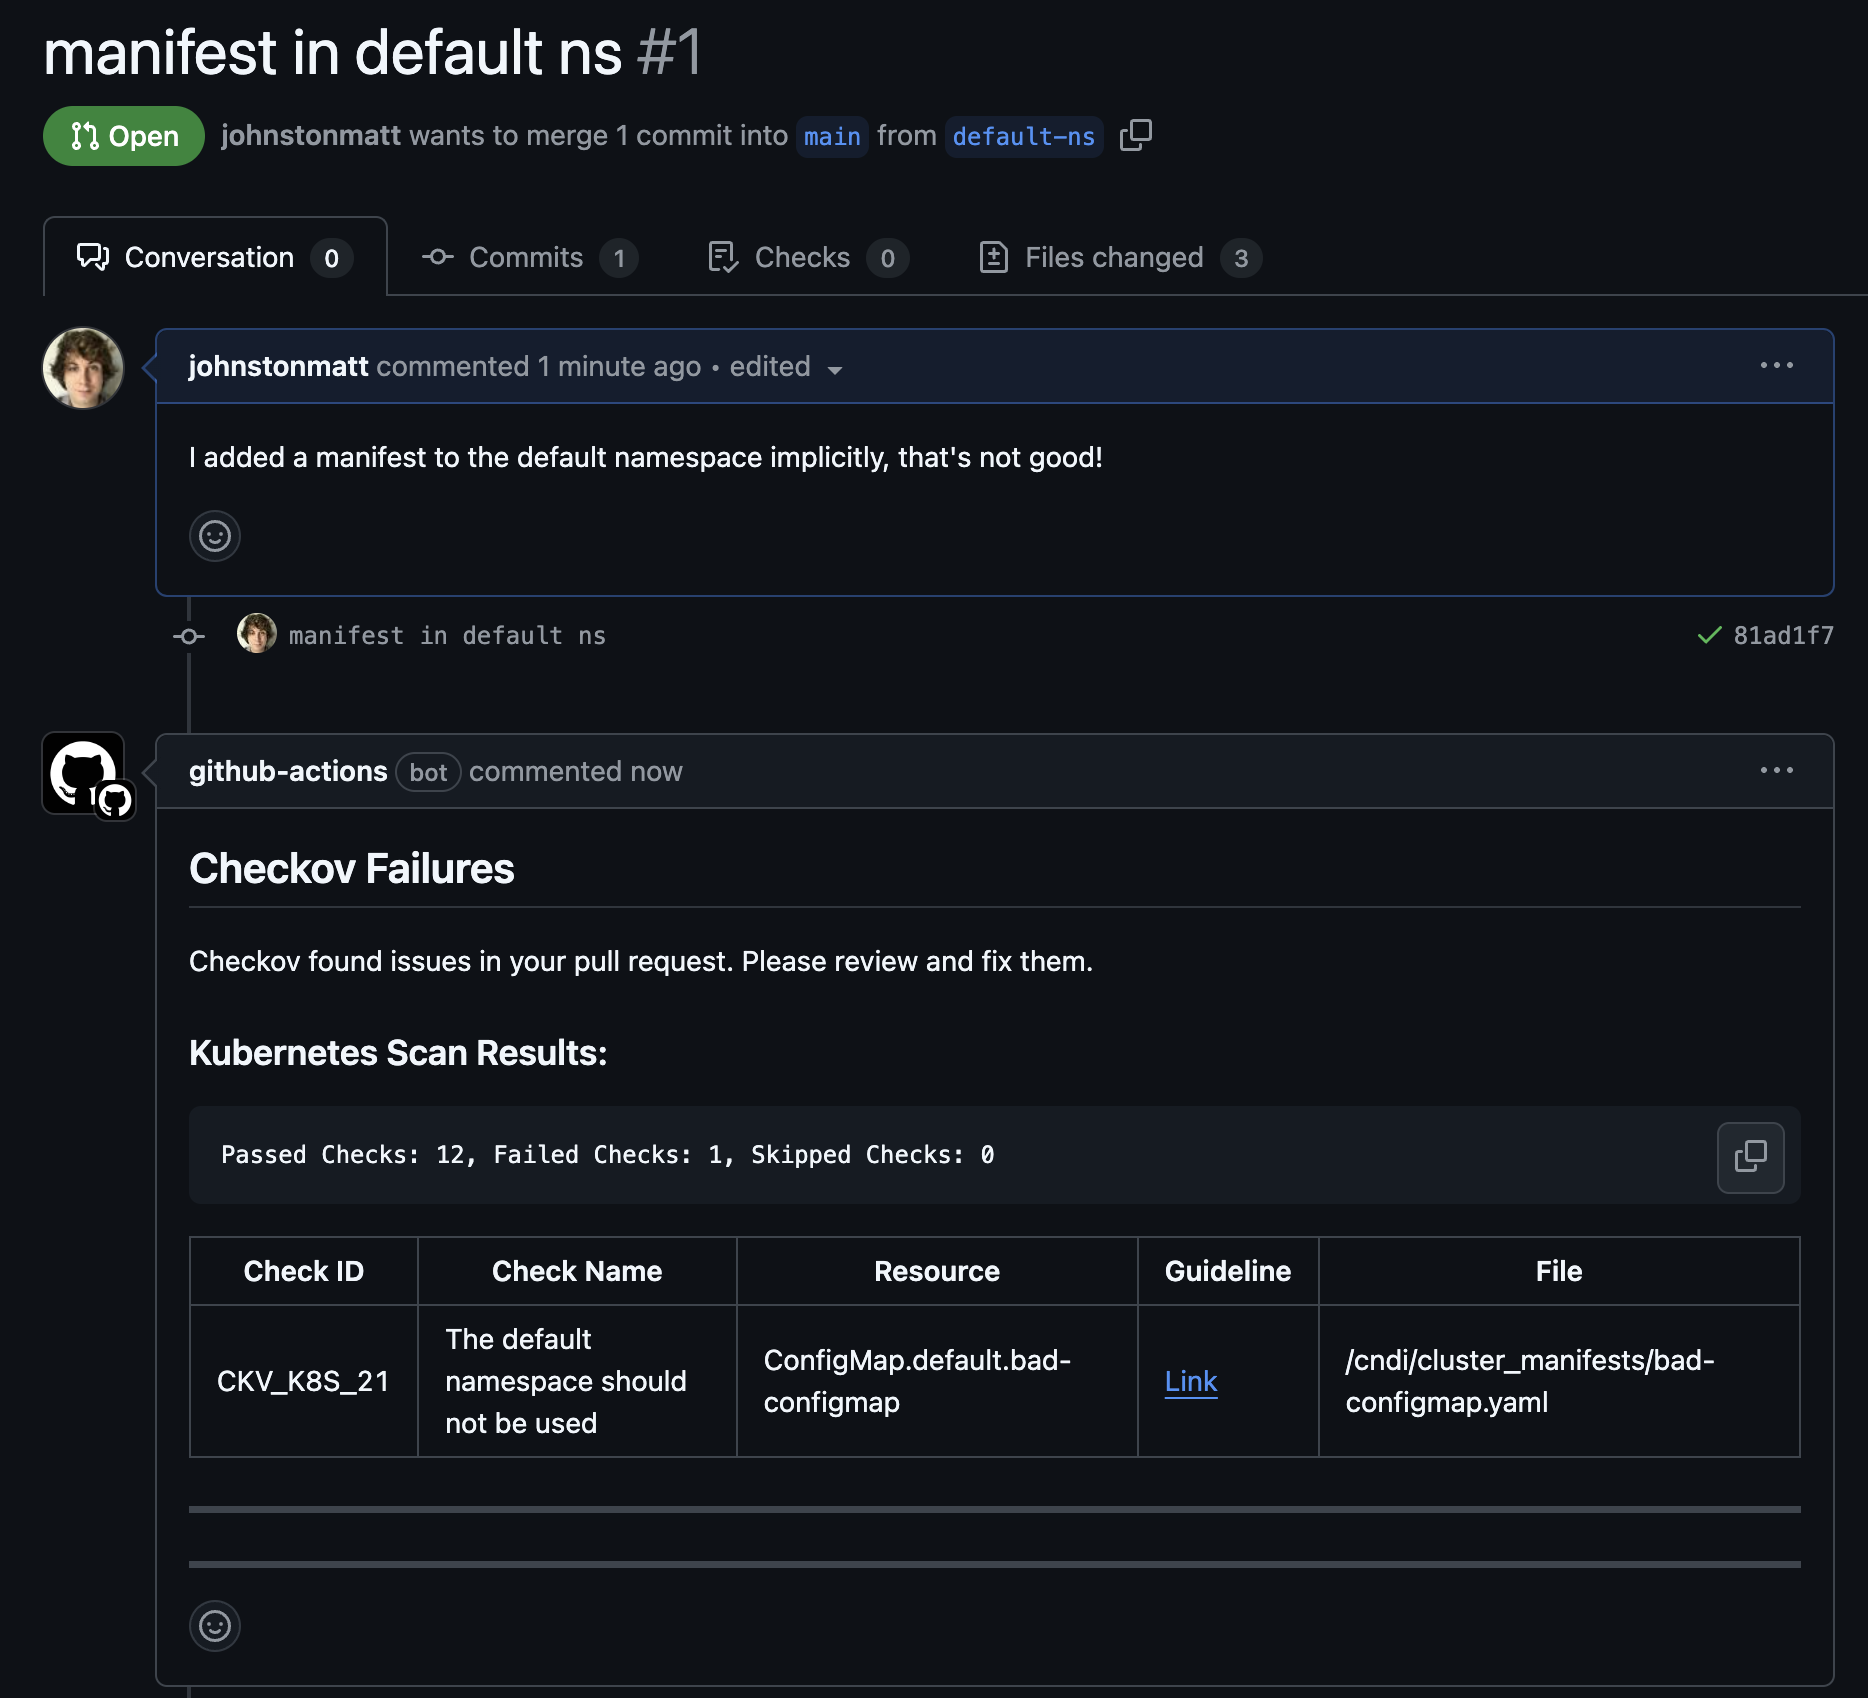 manifest in default ns #1
Open johnstonmatt wants to merge 1 commit into main from default-ns
Conversation 0 Commits 1 Checks 0 Files changed 3
johnstonmatt commented 1 minute ago • edited
I added a manifest to the default namespace implicitly, that's not good!
manifest in default ns 81ad1f7
github-actions bot commented now
Checkov Failures
Checkov found issues in your pull request. Please review and fix them.
Kubernetes Scan Results:
Passed Checks: 12, Failed Checks: 1, Skipped Checks: 0
Check ID Check Name Resource Guideline File
CKV_K8S_21
The default
namespace should
not be used
ConfigMap.default.bad-
configmap
Link
/cndi/cluster_manifests/bad-
configmap.yaml